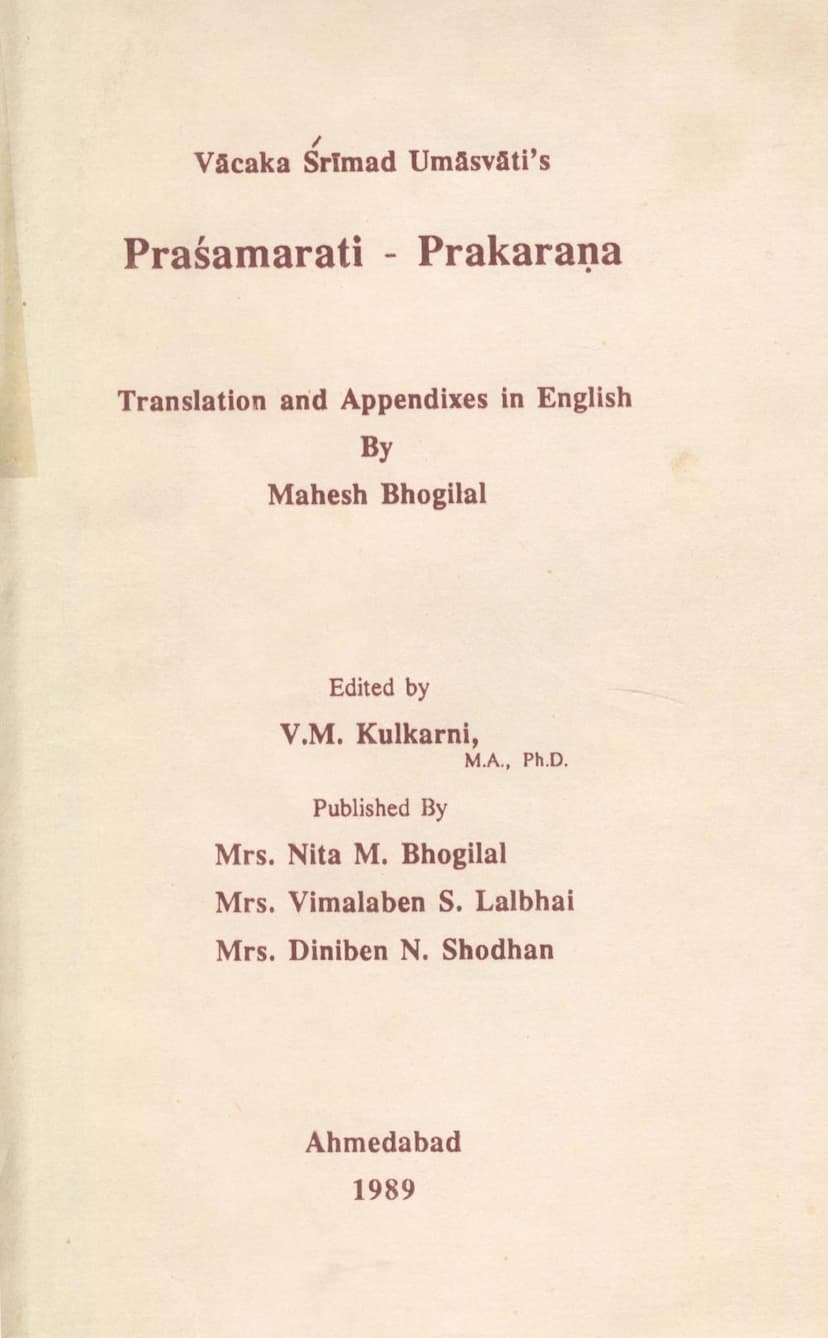 Vācaka Śrīmad Umāsvāti's
Praśamarati - Prakaraṇa
Translation and Appendixes in English
By
Mahesh Bhogilal
Edited by
V.M. Kulkarni,
M.A., Ph.D.
Published By
Mrs. Nita M. Bhogilal
Mrs. Vimalaben S. Lalbhai
Mrs. Diniben N. Shodhan
Ahmedabad
1989